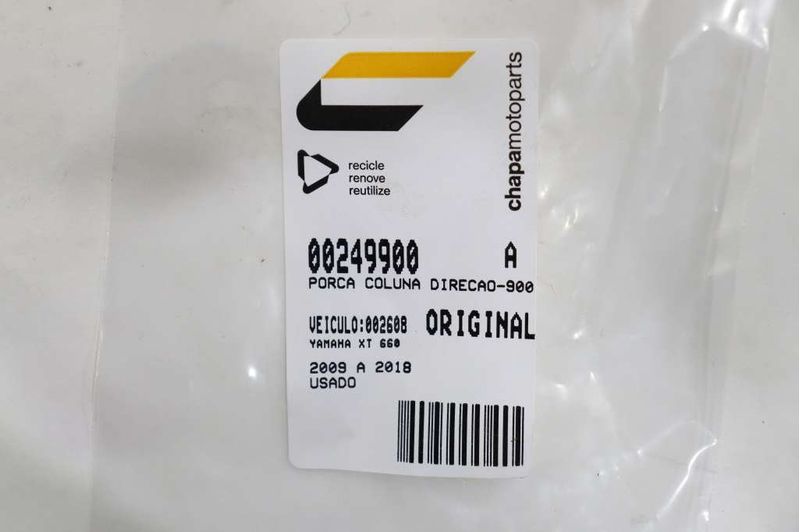 chapamotoparts
recicle
renove
reutilize
00249900 A
PORCA COLUNA DIRECAO-900
VEICULO:002608 ORIGINAL
YAMAHA XT 660
2009 A 2018
USADO